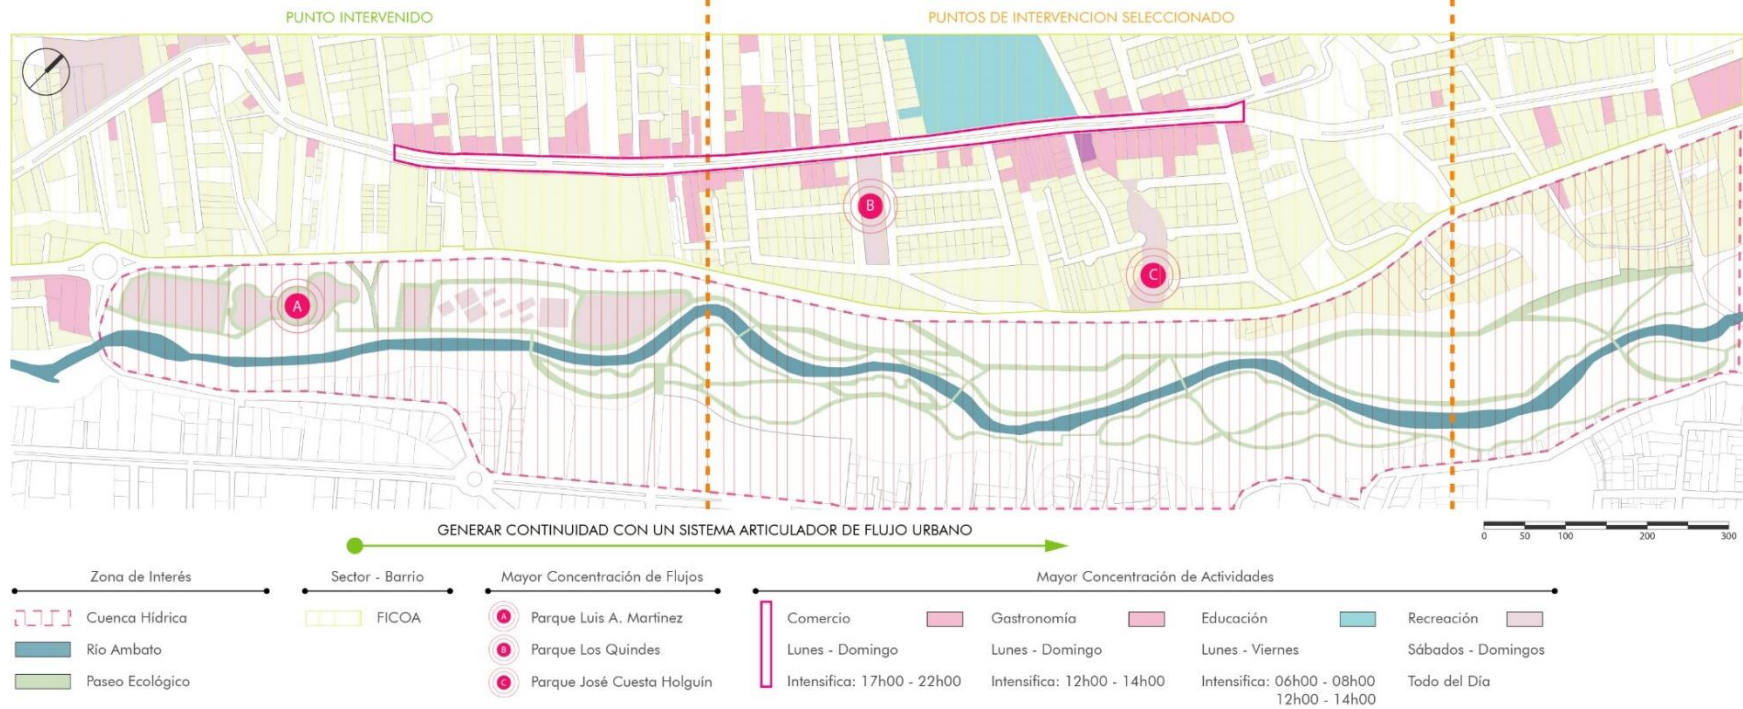 PUNTO INTERVENIDO
PUNTOS DE INTERVENCION SELECCIONADO
B
C
A
GENERAR CONTINUIDAD CON UN SISTEMA ARTICULADOR DE FLUJO URBANO
0 50 100 200 300
Zona de Interés
Cuenca Hídrica
Río Ambato
Paseo Ecológico
Sector - Barrio
FICOA
Mayor Concentración de Flujos
A Parque Luis A. Martinez
B Parque Los Quindes
C Parque José Cuesta Holguín
Mayor Concentración de Actividades
Comercio
Lunes - Domingo
Intensifica: 17h00 - 22h00
Gastronomía
Lunes - Domingo
Intensifica: 12h00 - 14h00
Educación
Lunes - Viernes
Intensifica: 06h00 - 08h00
12h00 - 14h00
Recreación
Sábados - Domingos
Todo del Día